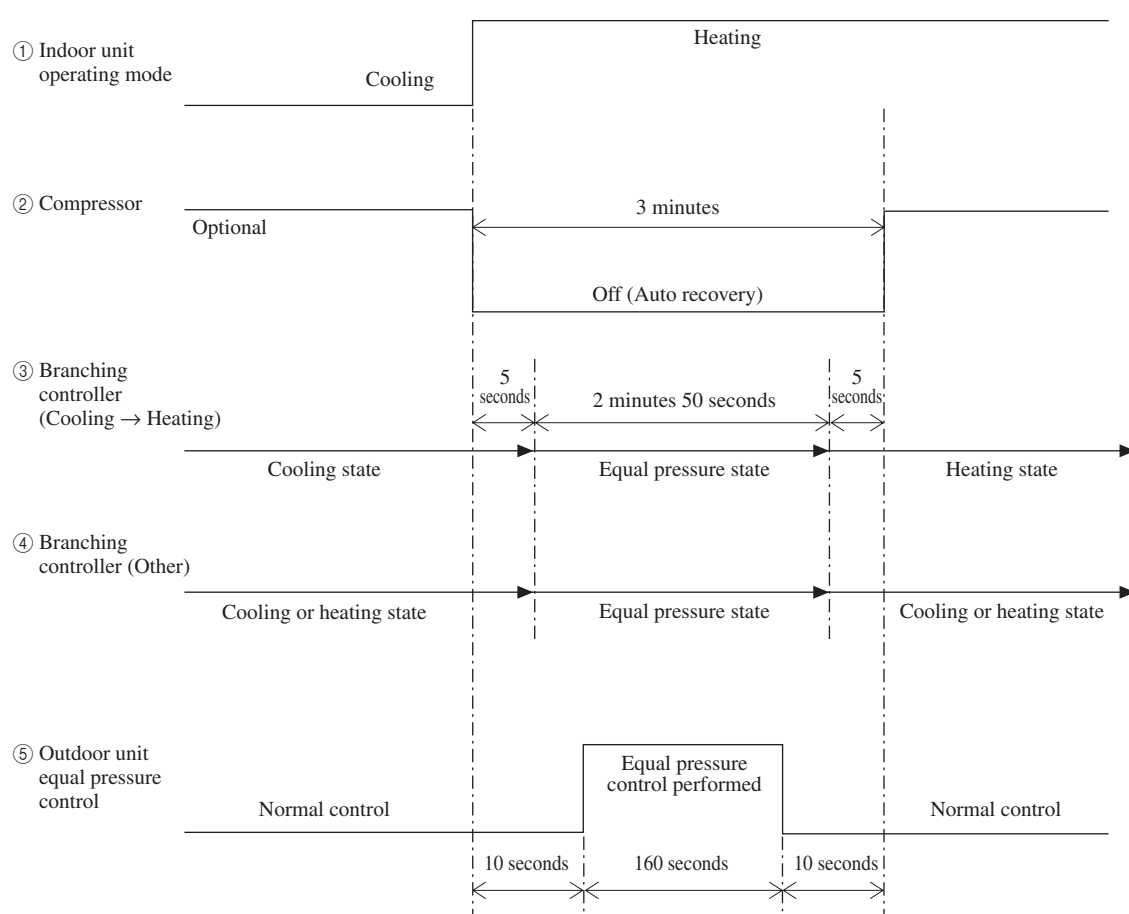 ① Indoor unit
operating mode
Cooling
Heating
② Compressor
Optional
3 minutes
Off (Auto recovery)
③ Branching
controller
(Cooling → Heating)
5
seconds
2 minutes 50 seconds
5
seconds
Cooling state
Equal pressure state
Heating state
④ Branching
controller (Other)
Cooling or heating state
Equal pressure state
Cooling or heating state
⑤ Outdoor unit
equal pressure
control
Normal control
Equal pressure
control performed
Normal control
10 seconds
160 seconds
10 seconds